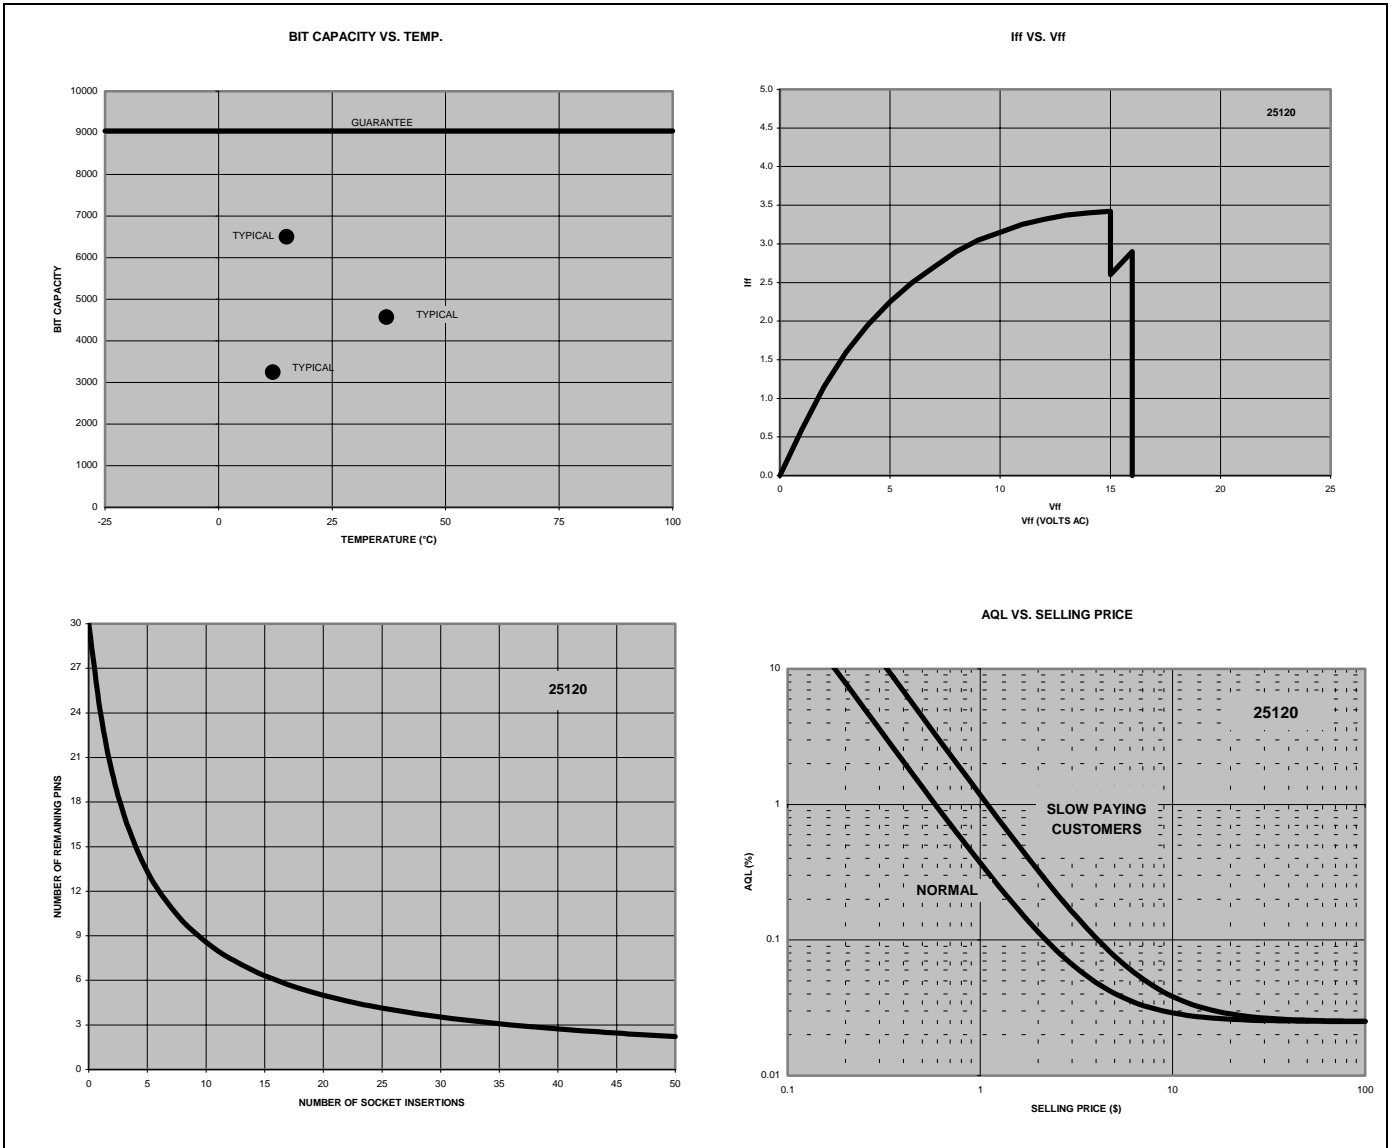 BIT CAPACITY VS. TEMP.
10000
9000
8000
7000
6000
5000
4000
3000
2000
1000
0
BIT CAPACITY
GUARANTEE
TYPICAL
TYPICAL
TYPICAL
-25 0 25 50 75 100
TEMPERATURE (°C)
Iff VS. Vff
5.0
4.5
4.0
3.5
3.0
2.5
2.0
1.5
1.0
0.5
0.0
Iff
25120
0 5 10 15 20 25
Vff
Vff (VOLTS AC)
30
27
24
21
18
15
12
9
6
3
0
NUMBER OF REMAINING PINS
25120
0 5 10 15 20 25 30 35 40 45 50
NUMBER OF SOCKET INSERTIONS
AQL VS. SELLING PRICE
10
1
0.1
0.01
AQL (%)
25120
SLOW PAYING
CUSTOMERS
NORMAL
0.1 1 10 100
SELLING PRICE ($)